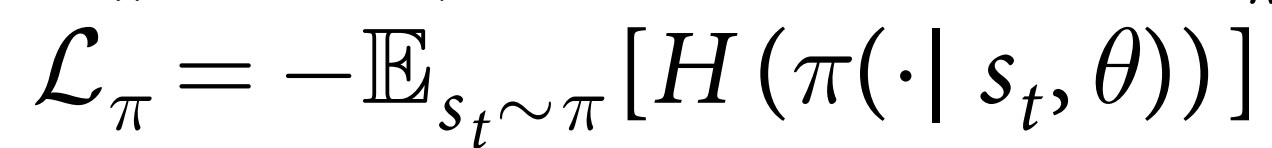 ℒ_π = −𝔼_{s_t∼π} [H(π(·| s_t, θ))]